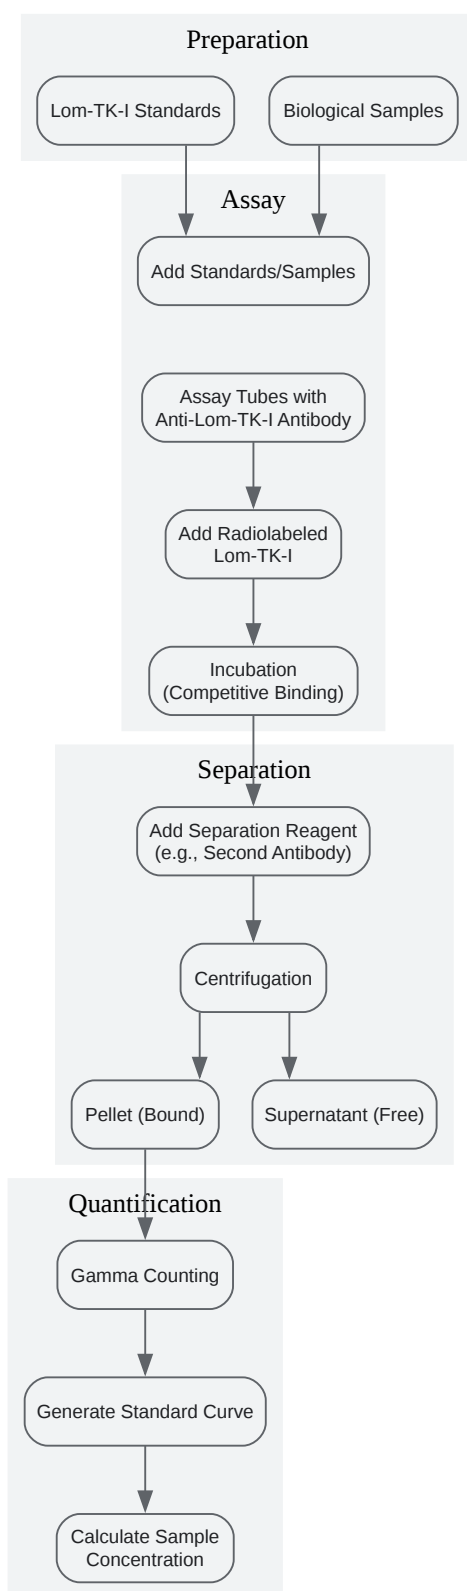 Preparation
Lom-TK-I Standards
Biological Samples
Assay
Add Standards/Samples
Assay Tubes with
Anti-Lom-TK-I Antibody
Add Radiolabeled
Lom-TK-I
Incubation
(Competitive Binding)
Separation
Add Separation Reagent
(e.g., Second Antibody)
Centrifugation
Pellet (Bound)
Supernatant (Free)
Quantification
Gamma Counting
Generate Standard Curve
Calculate Sample
Concentration